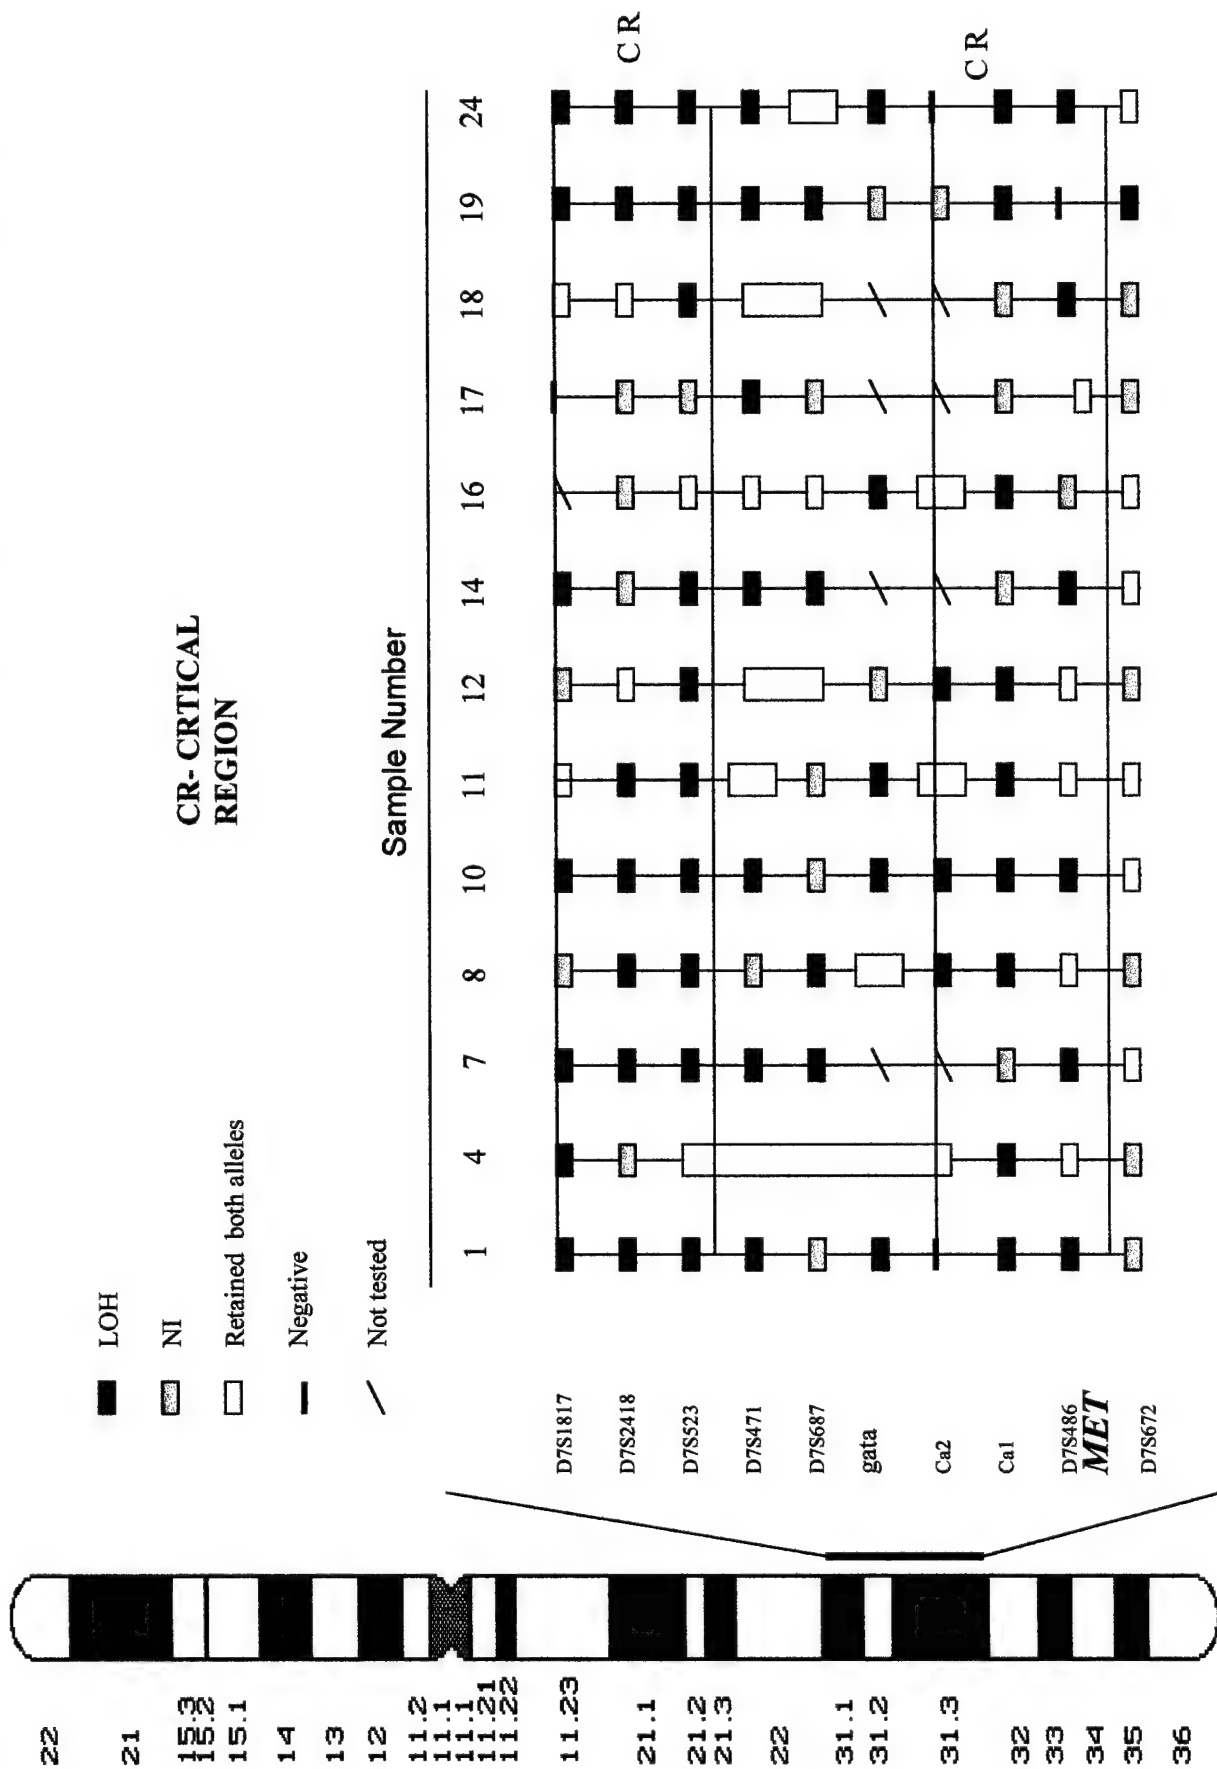 22
21
15.3
15.2
15.1
14
13
12
11.2
11.1
11.1
11.21
11.22
11.23
21.1
21.2
21.3
22
31.1
31.2
31.3
32
33
34
35
36
LOH
NI
Retained both alleles
Negative
Not tested
CR- CRTICAL
REGION
Sample Number
1 4 7 8 10 11 12 14 16 17 18 19 24
D7S1817
D7S2418
D7S523
D7S471
D7S687
gata
Ca2
Ca1
D7S486
MET
D7S672
C R
C R